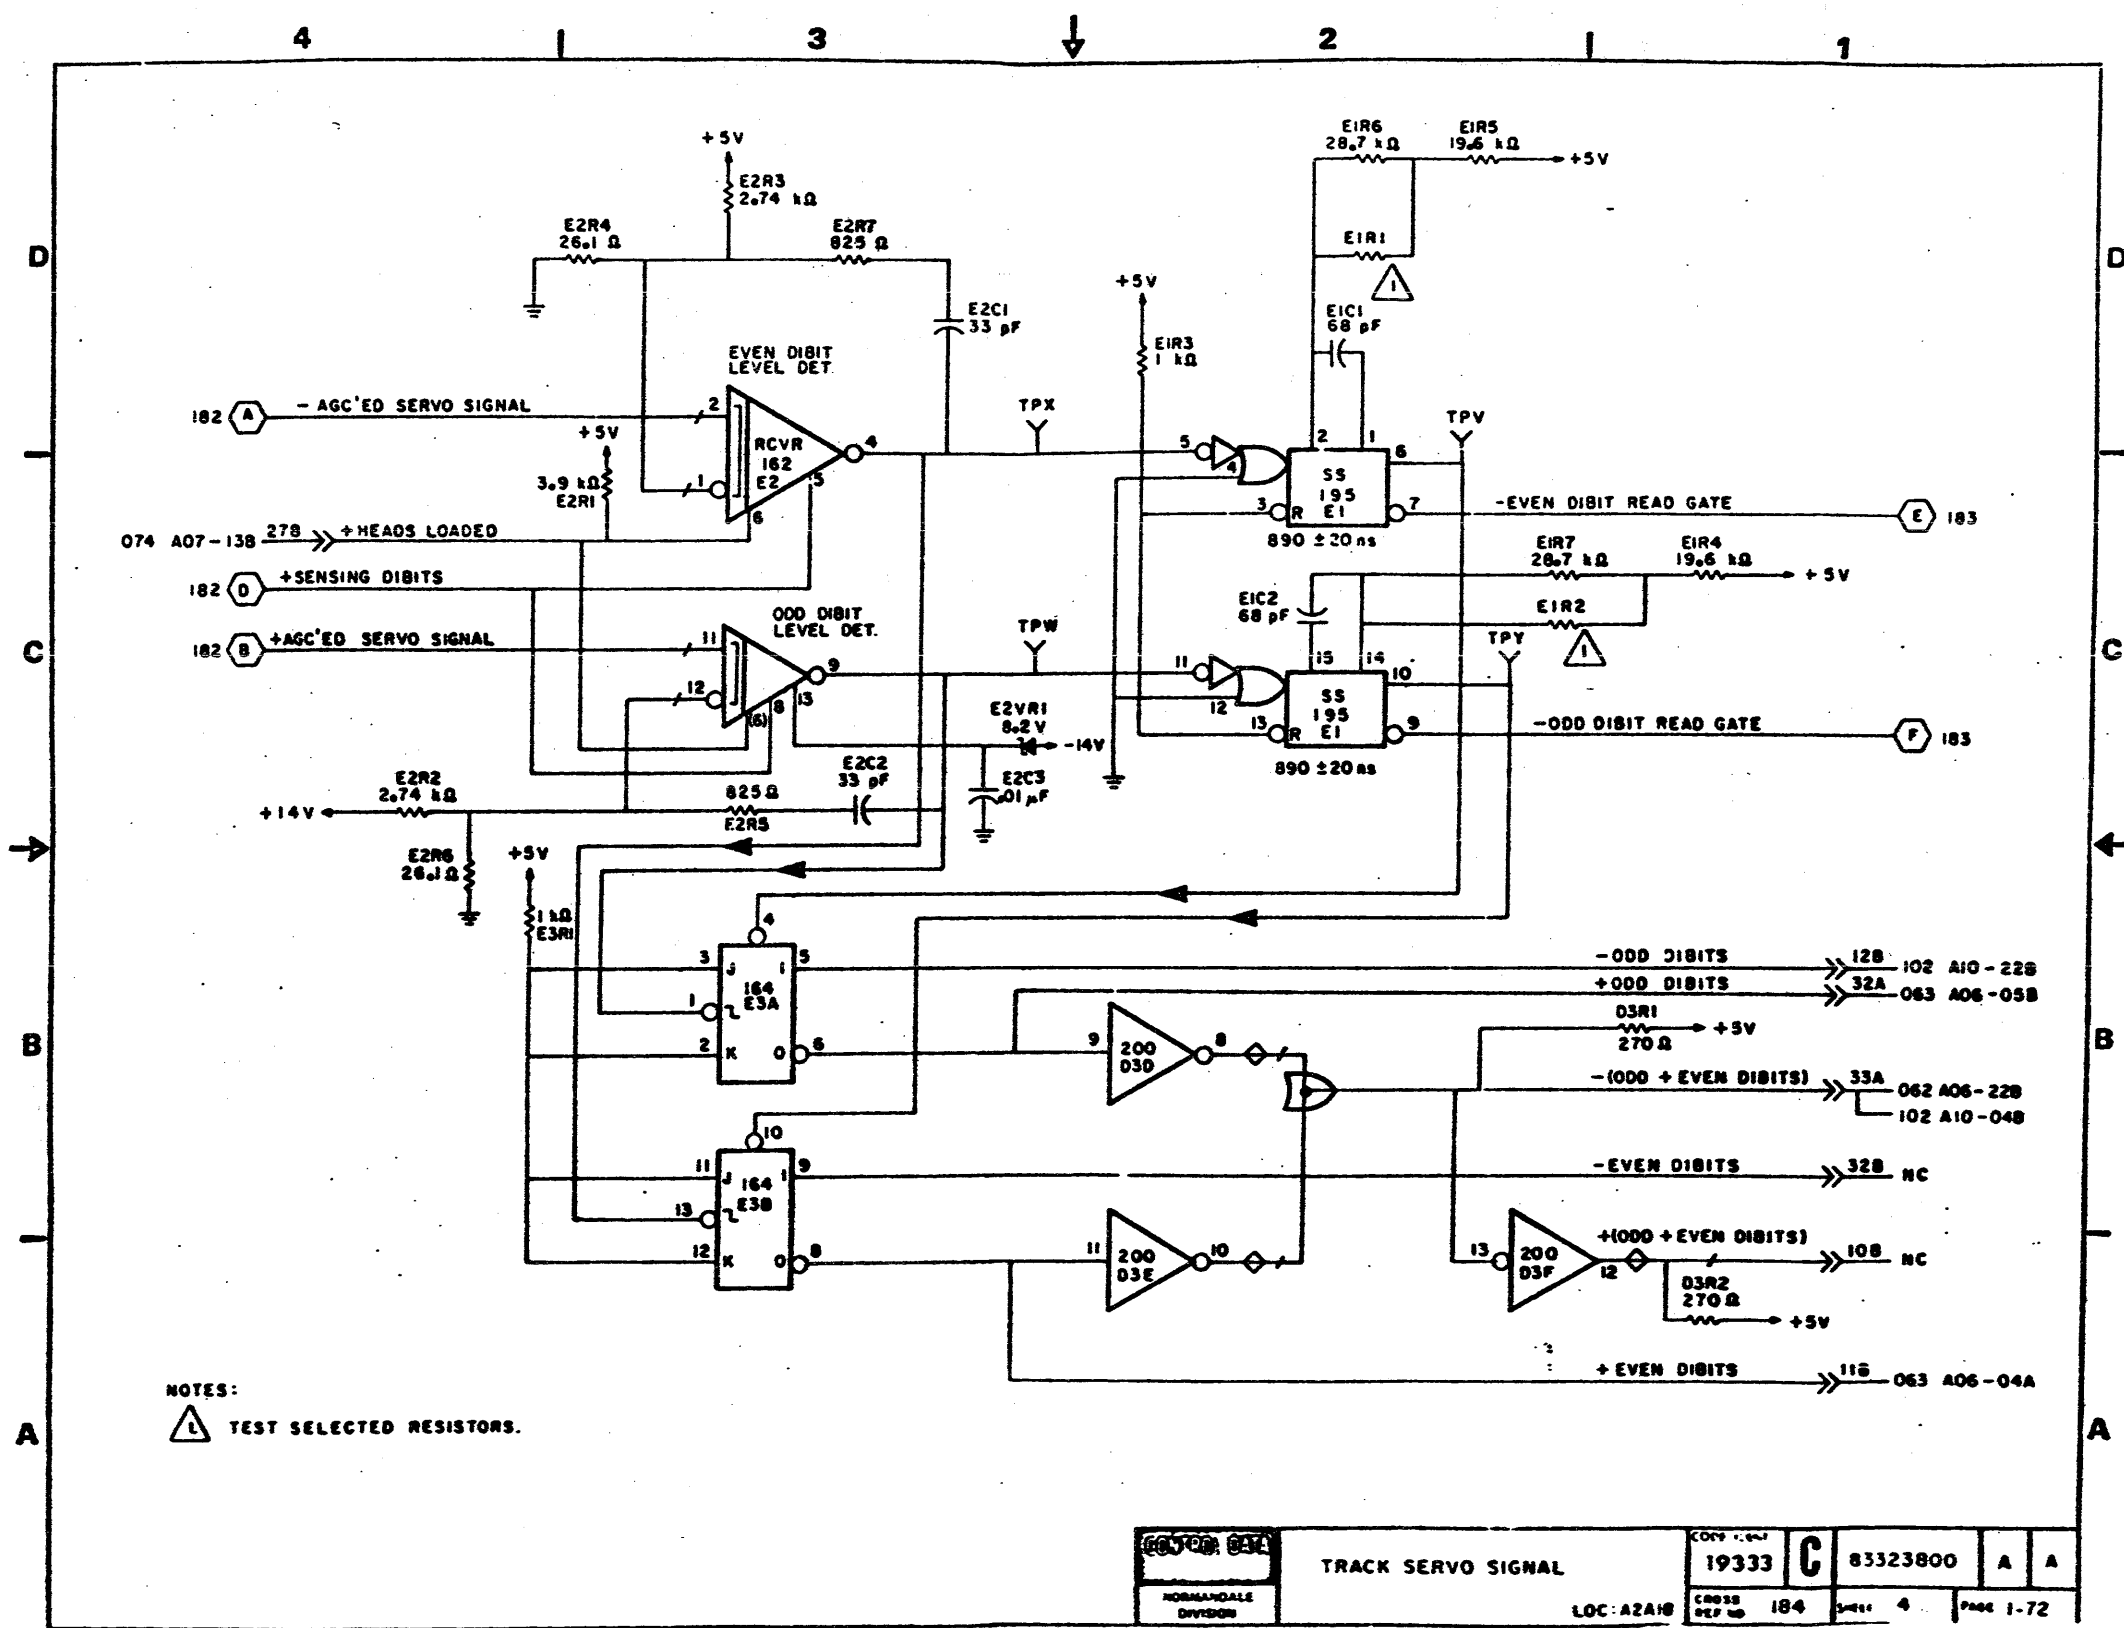 4 3 2 1
+5V
E2R3
2.74 kΩ
E2R4
26.1 Ω
E2R7
825 Ω
E2C1
33 pF
E1R6
28.7 kΩ
E1R5
19.6 kΩ
+5V
E1R1
1
E1C1
68 pF
+5V
E1R3
1 kΩ
D D
EVEN DIBIT
LEVEL DET.
182 A - AGC'ED SERVO SIGNAL
2
RCVR
162
E2
4
1
5
6
+5V
3.9 kΩ
E2R1
TPX
5
4
2 1
SS
195
E1
3 R
6
7
890 ±20 ns
TPV
-EVEN DIBIT READ GATE E 183
074 A07-13B 27B +HEADS LOADED
182 D +SENSING DIBITS
ODD DIBIT
LEVEL DET.
182 B +AGC'ED SERVO SIGNAL
11
12
9
13
8
(6)
C C
TPW
E1R7
28.7 kΩ
E1R4
19.6 kΩ
+5V
E1R2
1
E1C2
68 pF
TPY
11
12
15 14
SS
195
E1
13 R
10
9
890 ±20 ns
-ODD DIBIT READ GATE F 183
E2VR1
8.2 V
-14V
E2C3
.01 µF
E2C2
33 pF
825 Ω
E2R5
E2R2
2.74 kΩ
+14V
E2R6
26.1 Ω
+5V
1 kΩ
E3R1
4
3 J 1 5
164
E3A
1
2 K 0 6
B B
-ODD DIBITS 12B 102 A10-22B
+ODD DIBITS 32A 063 A06-05B
D3R1
270 Ω
+5V
9
200
D3D
8
-(ODD + EVEN DIBITS) 33A 062 A06-22B
102 A10-04B
10
11 J 1 9
164
E3B
13
12 K 0 8
-EVEN DIBITS 32B NC
11
200
D3E
10
13
200
D3F
12
+(ODD + EVEN DIBITS) 10B NC
D3R2
270 Ω
+5V
+ EVEN DIBITS 063 A06-04A
A A
NOTES:
1 TEST SELECTED RESISTORS.
CONTROL DATA
NORMANDALE
DIVISION
TRACK SERVO SIGNAL
LOC: A2A18
CODE IDENT
19333
C
83323800
A
A
CROSS
REF NO 184
SHEET 4
PAGE 1-72